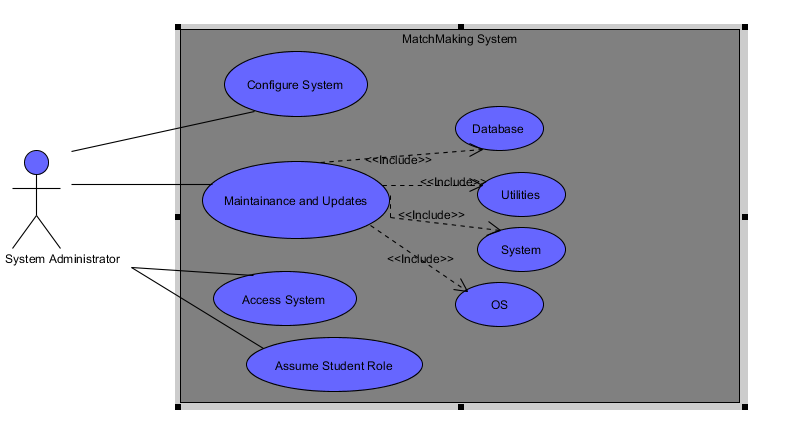 MatchMaking System
Configure System
Database
<<Include>>
Maintainance and Updates
<<Include>>
Utilities
<<Include>>
System
System Administrator
<<Include>>
Access System
OS
Assume Student Role